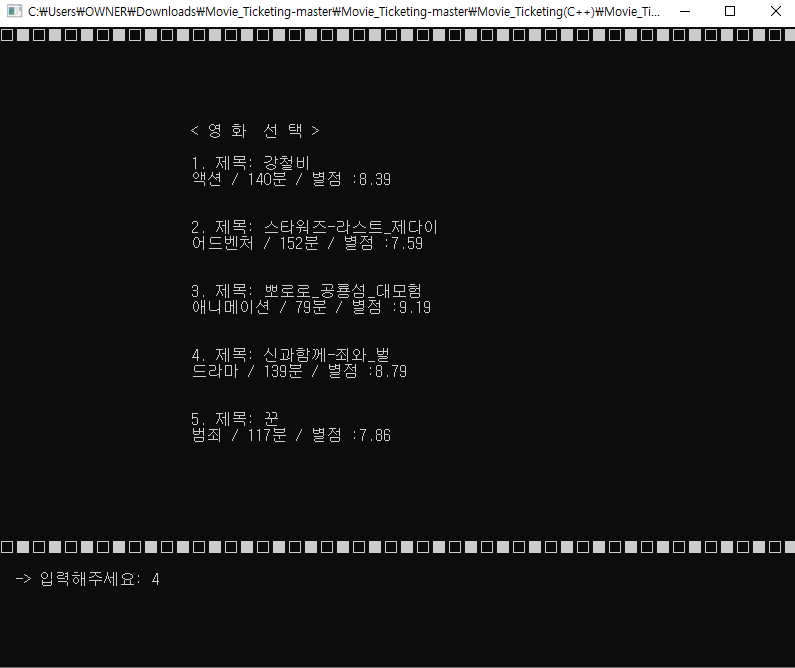 C:₩Users₩OWNER₩Downloads₩Movie_Ticketing-master₩Movie_Ticketing-master₩Movie_Ticketing(C++)₩Movie_Ti...
< 영 화  선 택 >
1. 제목: 강철비
액션 / 140분 / 별점 :8.39
2. 제목: 스타워즈-라스트_제다이
어드벤처 / 152분 / 별점 :7.59
3. 제목: 뽀로로_공룡섬_대모험
애니메이션 / 79분 / 별점 :9.19
4. 제목: 신과함께-죄와_벌
드라마 / 139분 / 별점 :8.79
5. 제목: 꾼
범죄 / 117분 / 별점 :7.86
-> 입력해주세요: 4